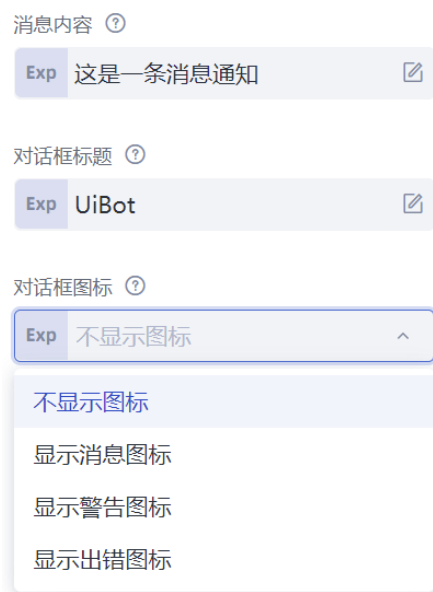 消息内容
Exp 这是一条消息通知
对话框标题
Exp UiBot
对话框图标
Exp 不显示图标
不显示图标
显示消息图标
显示警告图标
显示出错图标